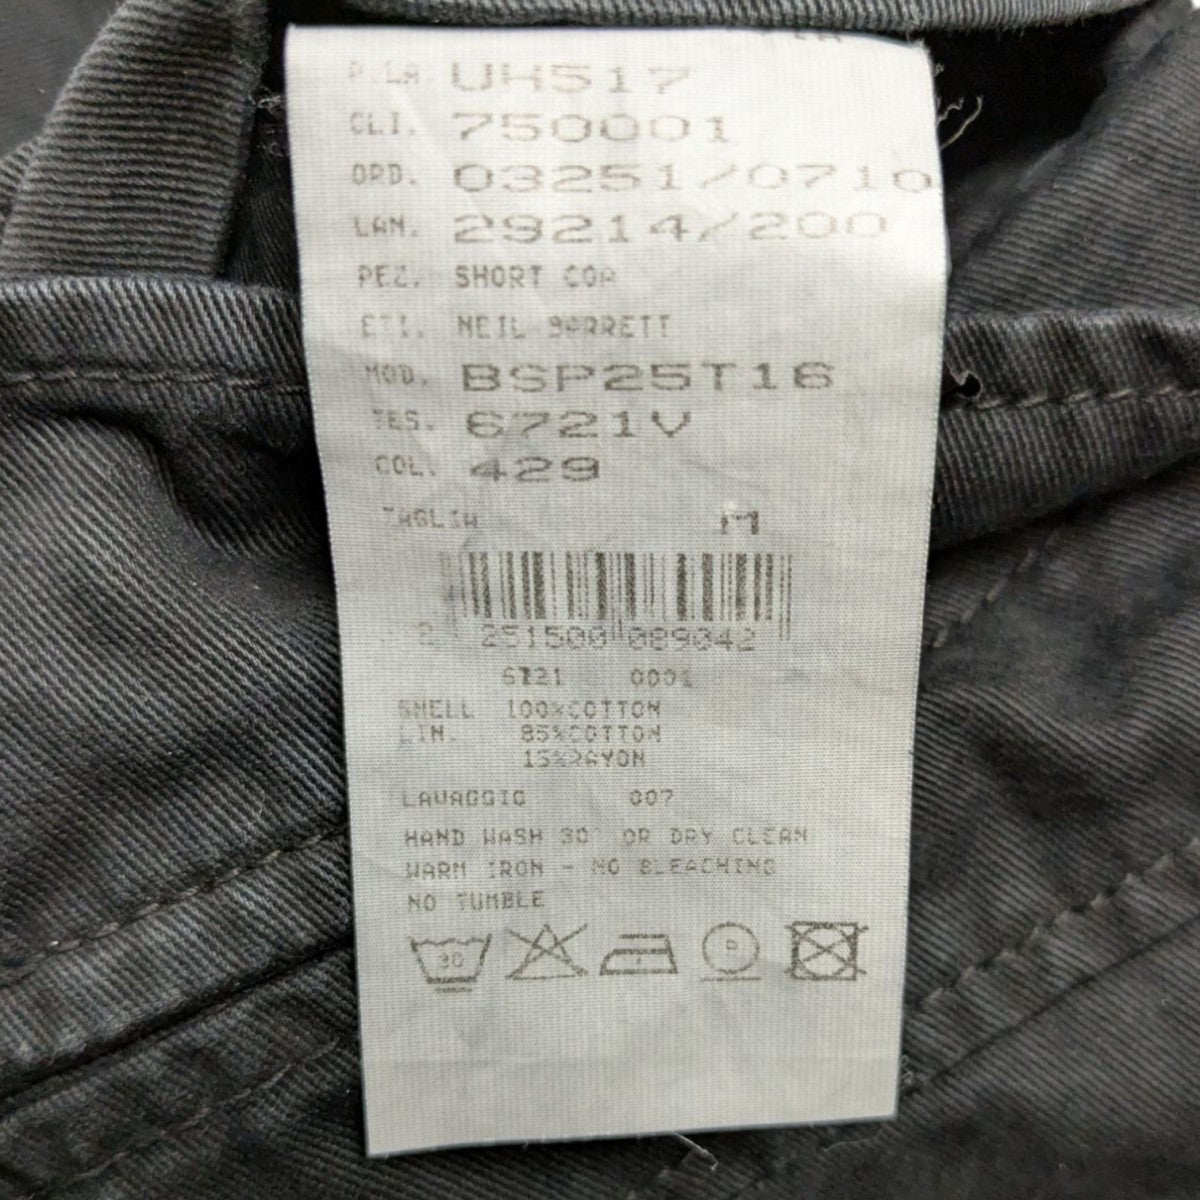 P.LA UH517
CLI. 750001
ORD. 03251/0710
LAN. 29214/200
PEZ. SHORT COR
ETI. NEIL BARRETT
MOD. BSP25T16
TES. 6721V
COL. 429
TAGLIA M
2 251500 089042
6721 0001
SHELL 100%COTTON
LIN. 85%COTTON
15%RAYON
LAVAGGIO 007
HAND WASH 30° OR DRY CLEAN
WARM IRON - NO BLEACHING
NO TUMBLE
30 P